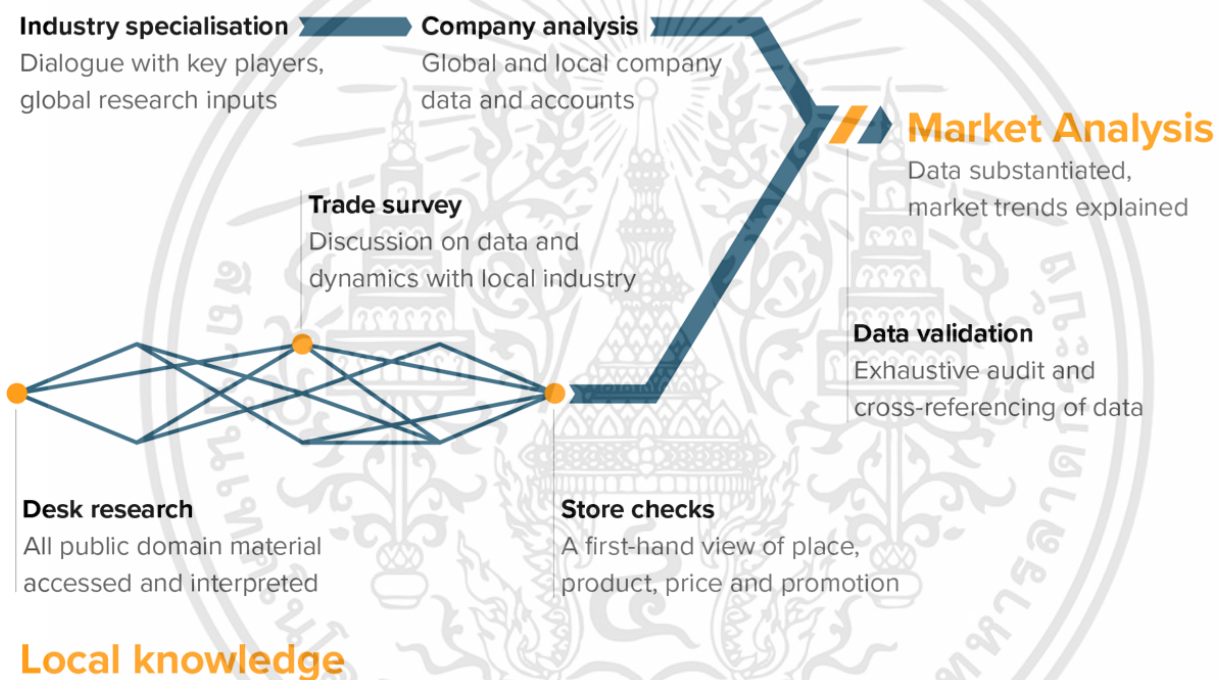 Industry specialisation
Dialogue with key players,
global research inputs
Company analysis
Global and local company
data and accounts
Market Analysis
Data substantiated,
market trends explained
Trade survey
Discussion on data and
dynamics with local industry
Data validation
Exhaustive audit and
cross-referencing of data
Desk research
All public domain material
accessed and interpreted
Store checks
A first-hand view of place,
product, price and promotion
Local knowledge